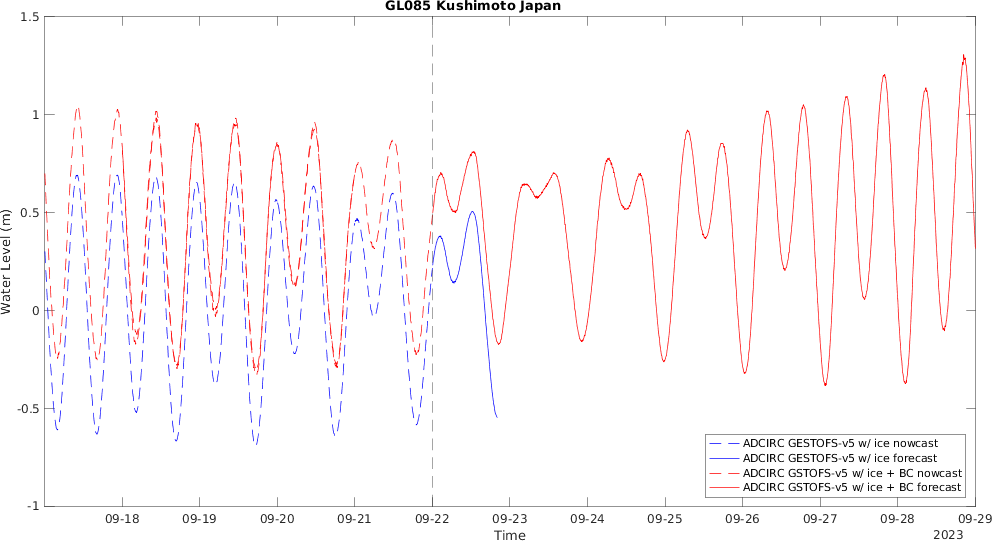 GL085 Kushimoto Japan
1.5
1
0.5
0
-0.5
-1
Water Level (m)
09-18 09-19 09-20 09-21 09-22 09-23 09-24 09-25 09-26 09-27 09-28 09-29
Time
2023
ADCIRC GESTOFS-v5 w/ ice nowcast
ADCIRC GESTOFS-v5 w/ ice forecast
ADCIRC GSTOFS-v5 w/ ice + BC nowcast
ADCIRC GSTOFS-v5 w/ ice + BC forecast